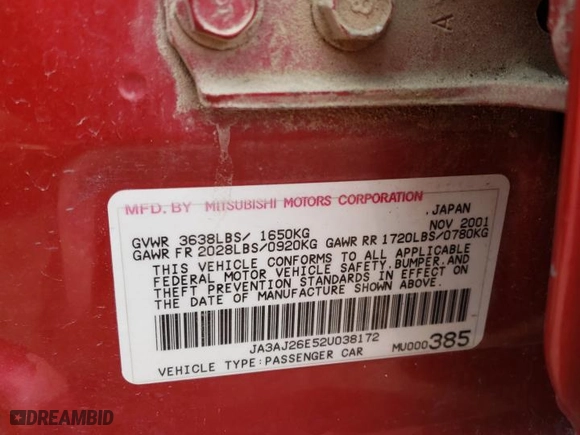 MFD. BY MITSUBISHI MOTORS CORPORATION
, JAPAN
GVWR 3638LBS/ 1650KG NOV 2001
GAWR FR 2028LBS/0920KG GAWR RR 1720LBS/0780KG
THIS VEHICLE CONFORMS TO ALL APPLICABLE
FEDERAL MOTOR VEHICLE SAFETY,BUMPER,AND
THEFT PREVENTION STANDARDS IN EFFECT ON
THE DATE OF MANUFACTURE SHOWN ABOVE.
JA3AJ26E52U038172
VEHICLE TYPE:PASSENGER CAR MU000385
DREAMBID